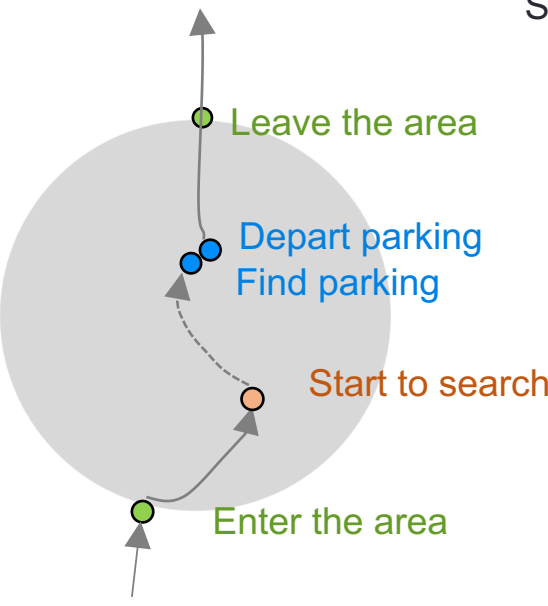 S
Leave the area
Depart parking
Find parking
Start to search
Enter the area